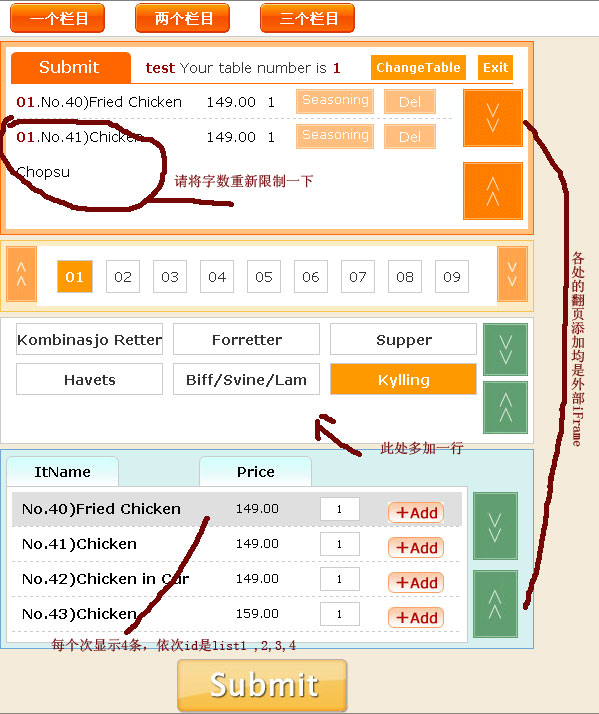 一个栏目 两个栏目 三个栏目
Submit test Your table number is 1 ChangeTable Exit
01.No.40)Fried Chicken 149.00 1 Seasoning Del
01.No.41)Chicken 149.00 1 Seasoning Del
Chopsu
请将字数重新限制一下
01 02 03 04 05 06 07 08 09
各处的翻页添加均是外部iFrame
Kombinasjo Retter Forretter Supper
Havets Biff/Svine/Lam Kylling
此处多加一行
ItName Price
No.40)Fried Chicken 149.00 1 +Add
No.41)Chicken 149.00 1 +Add
No.42)Chicken in Cur 149.00 1 +Add
No.43)Chicken 159.00 1 +Add
每个次显示4条，依次id是list1 ,2,3,4
Submit